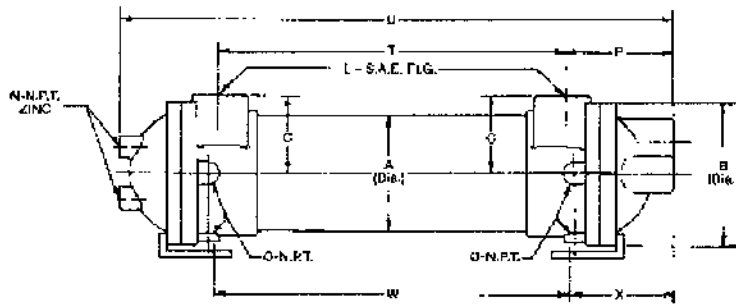 U
T
P
L - S.A.E. FLG.
N-N.P.T.
ZINC
C
C
A
(Dia.)
B
(Dia.
O-N.P.T.
O-N.P.T.
W
X